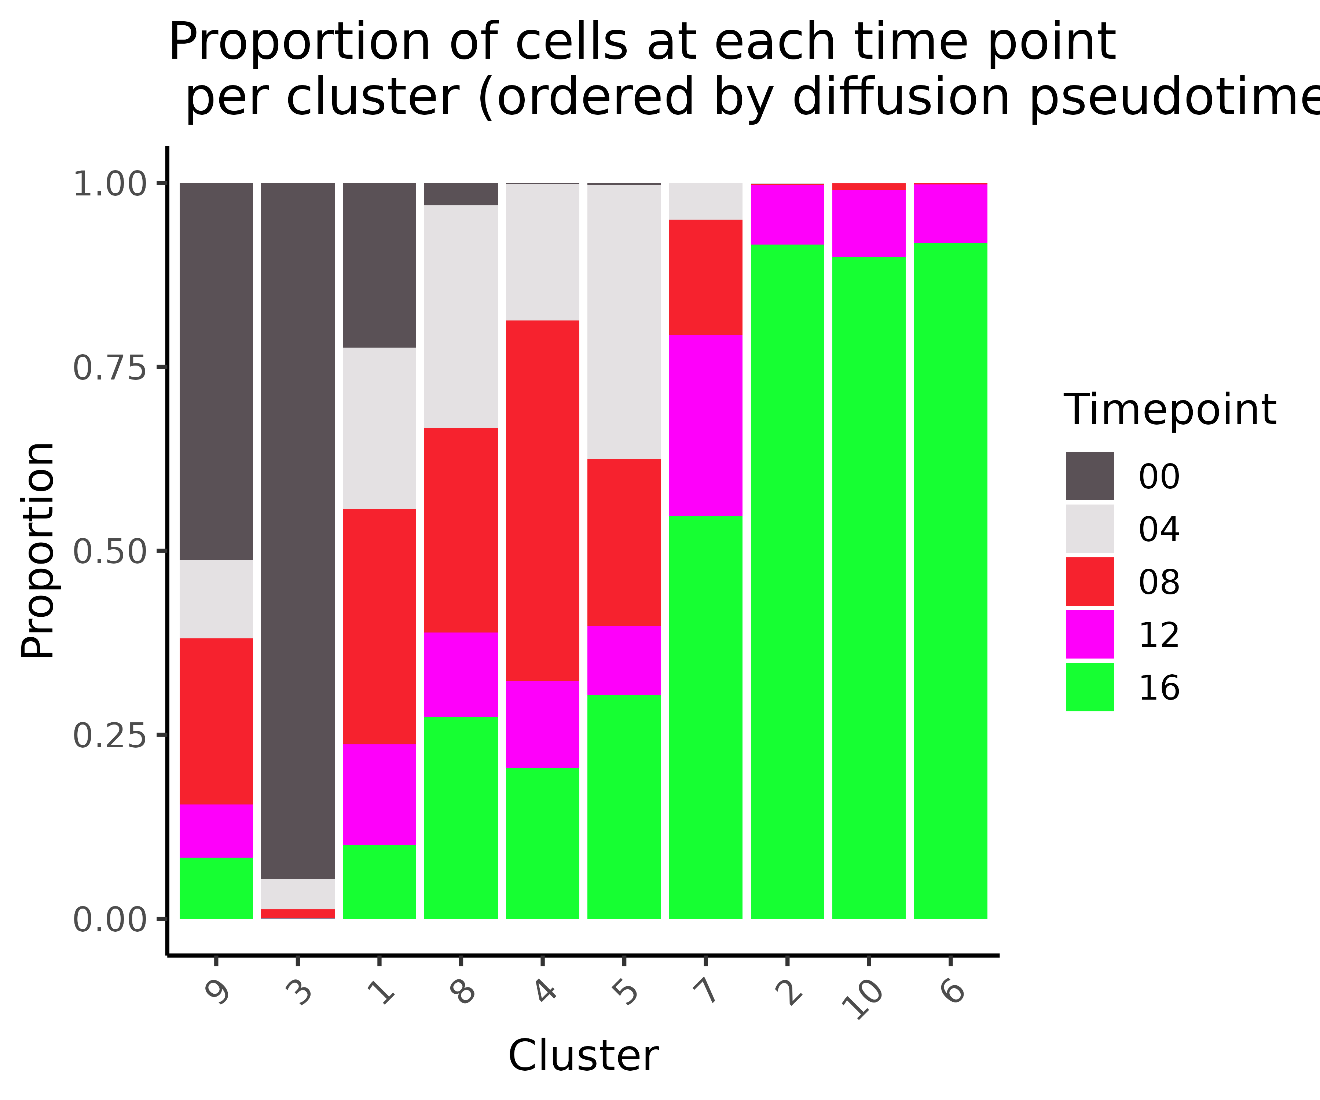 Proportion of cells at each time point
per cluster (ordered by diffusion pseudotime
1.00
0.75
0.50
0.25
0.00
Proportion
9 3 1 8 4 5 7 2 10 6
Cluster
Timepoint
00
04
08
12
16